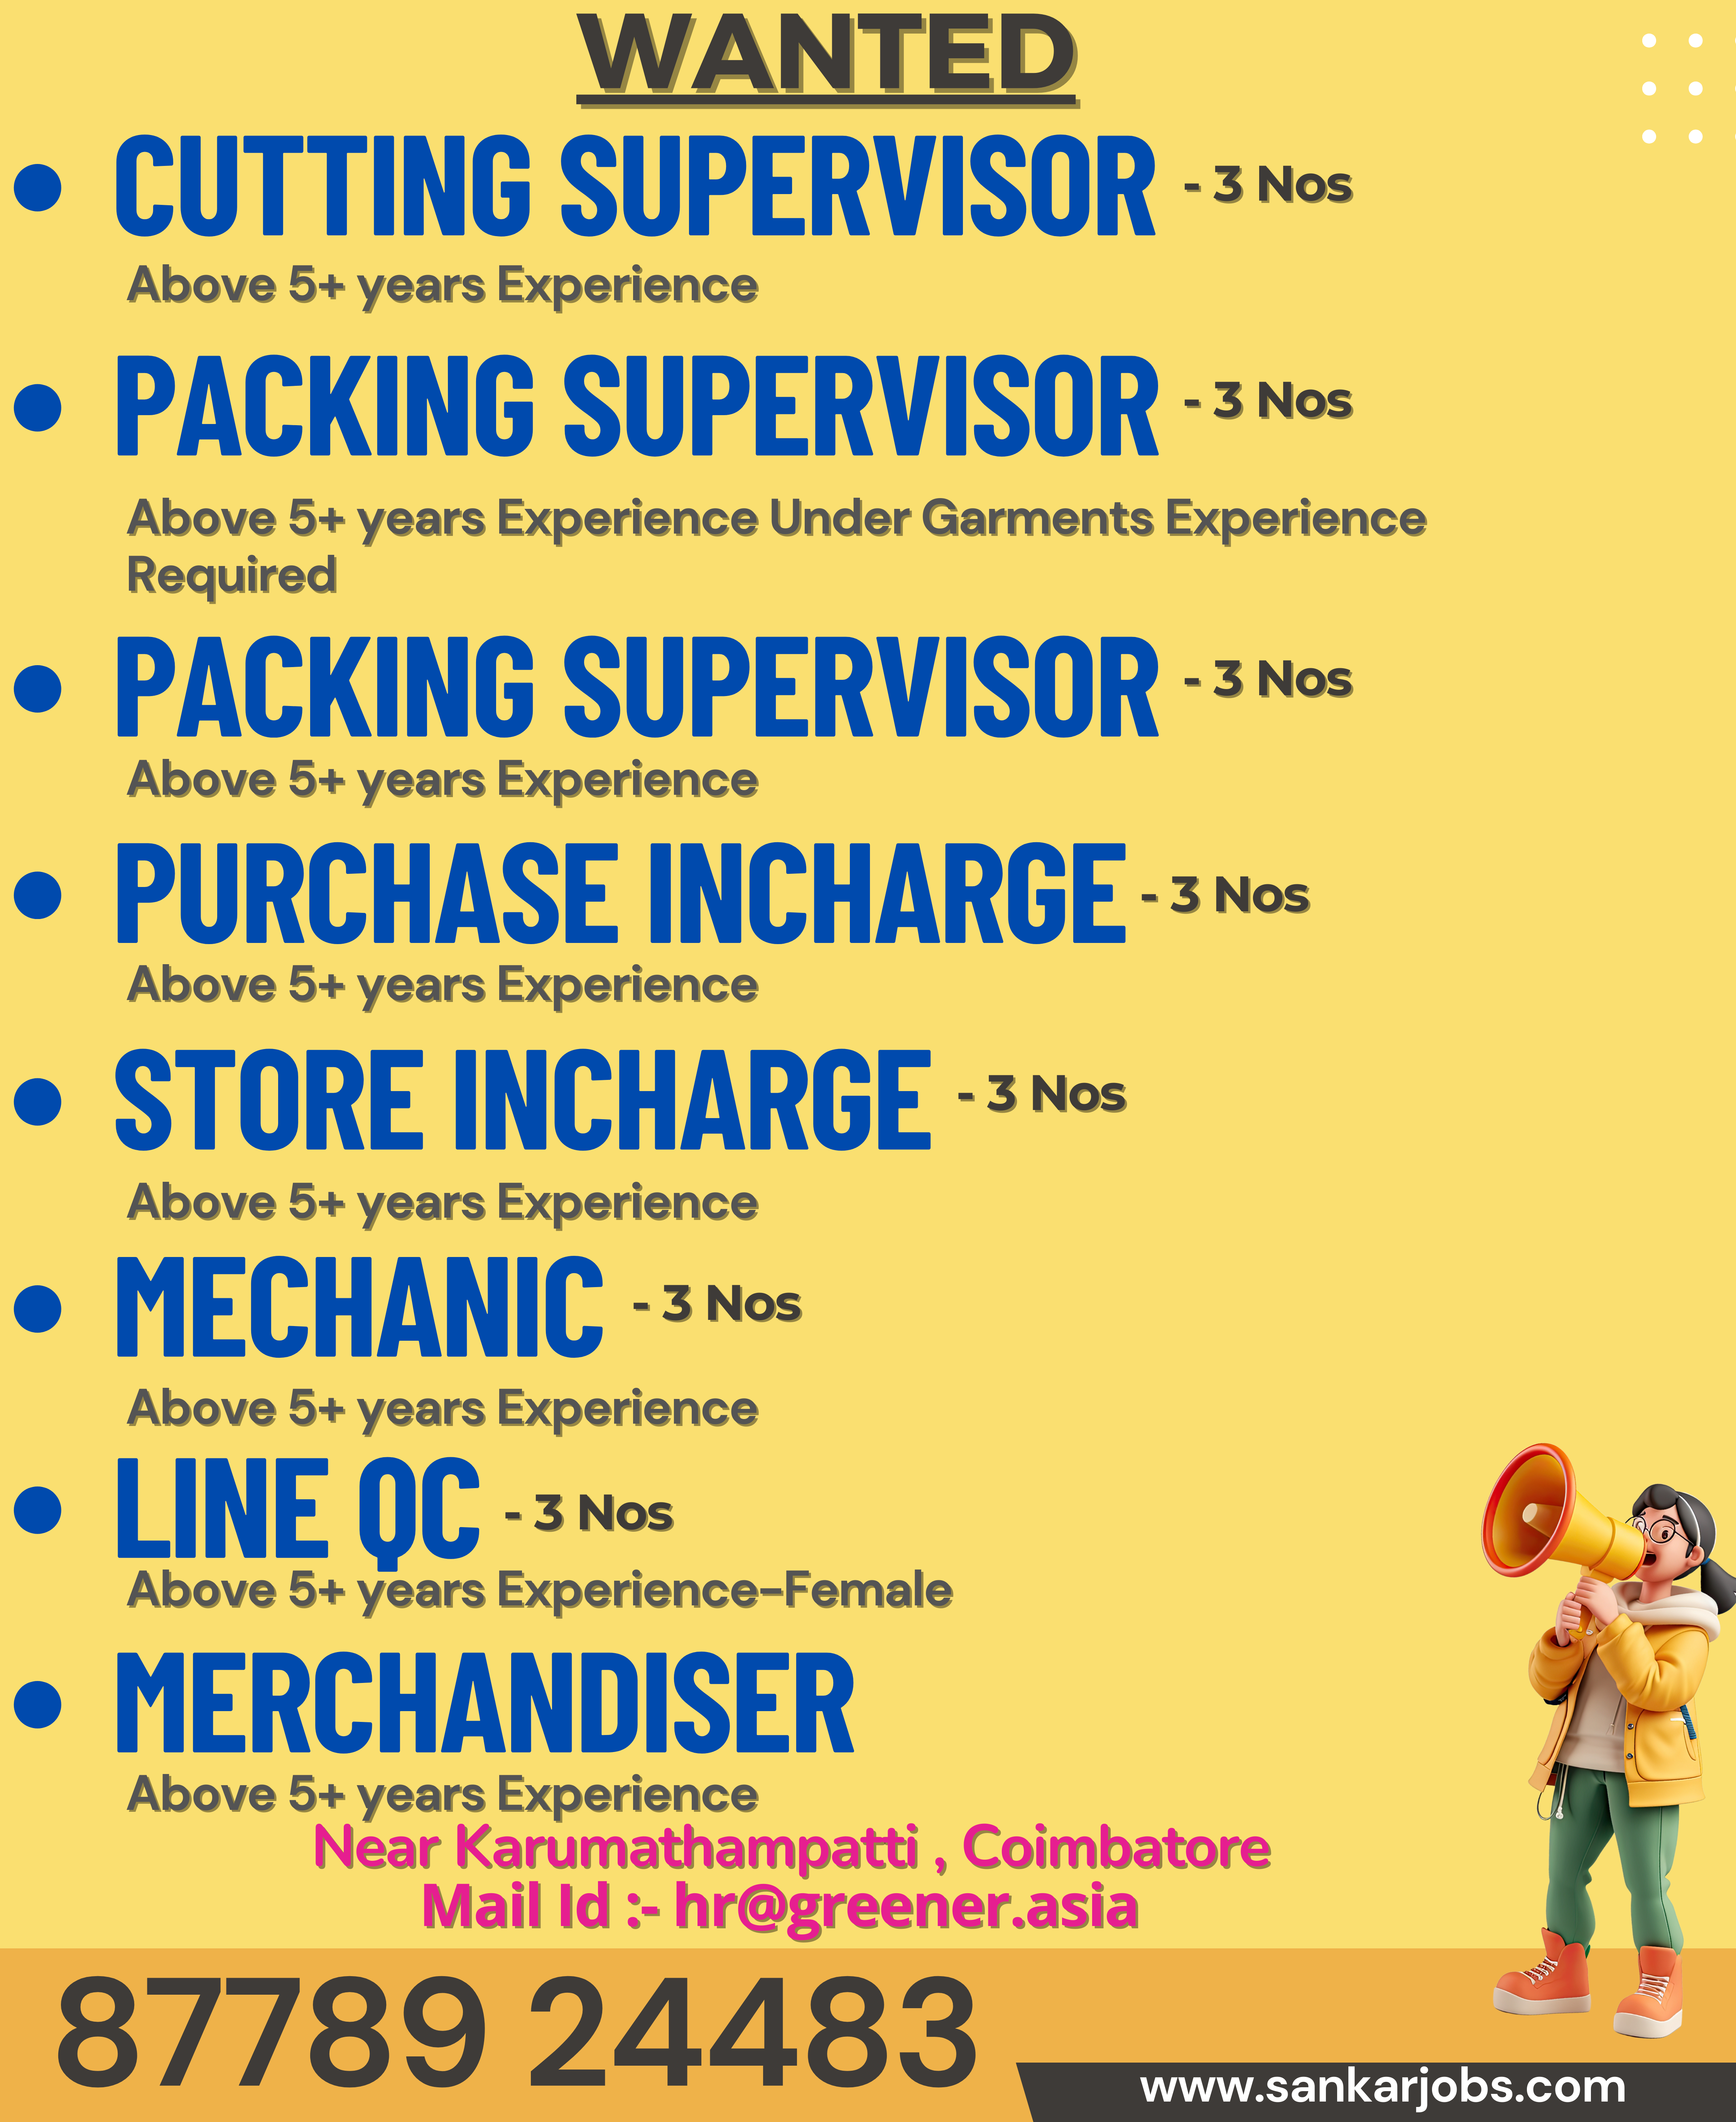 WANTED
• CUTTING SUPERVISOR - 3 Nos
Above 5+ years Experience
• PACKING SUPERVISOR - 3 Nos
Above 5+ years Experience Under Garments Experience
Required
• PACKING SUPERVISOR - 3 Nos
Above 5+ years Experience
• PURCHASE INCHARGE - 3 Nos
Above 5+ years Experience
• STORE INCHARGE - 3 Nos
Above 5+ years Experience
• MECHANIC - 3 Nos
Above 5+ years Experience
• LINE QC - 3 Nos
Above 5+ years Experience-Female
• MERCHANDISER
Above 5+ years Experience
Near Karumathampatti , Coimbatore
Mail Id :- hr@greener.asia
87789 24483
www.sankarjobs.com